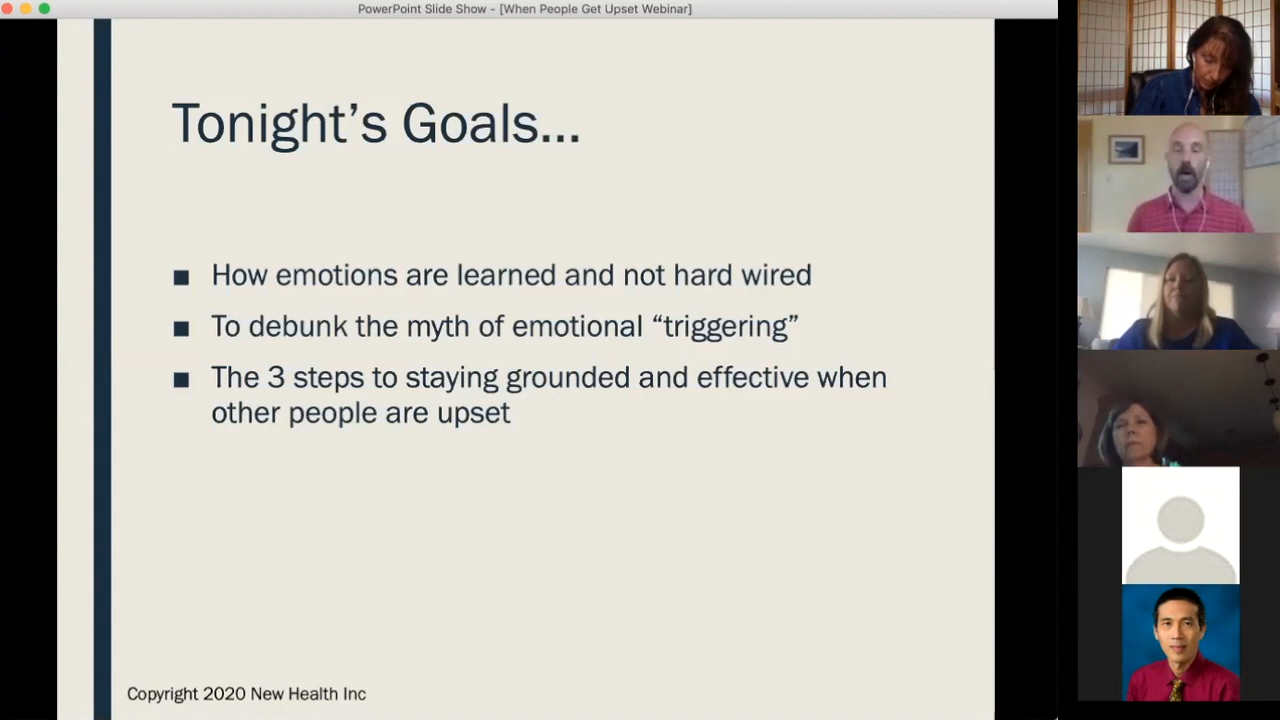 PowerPoint Slide Show - [When People Get Upset Webinar]
Tonight’s Goals...
■ How emotions are learned and not hard wired
■ To debunk the myth of emotional “triggering”
■ The 3 steps to staying grounded and effective when
other people are upset
Copyright 2020 New Health Inc